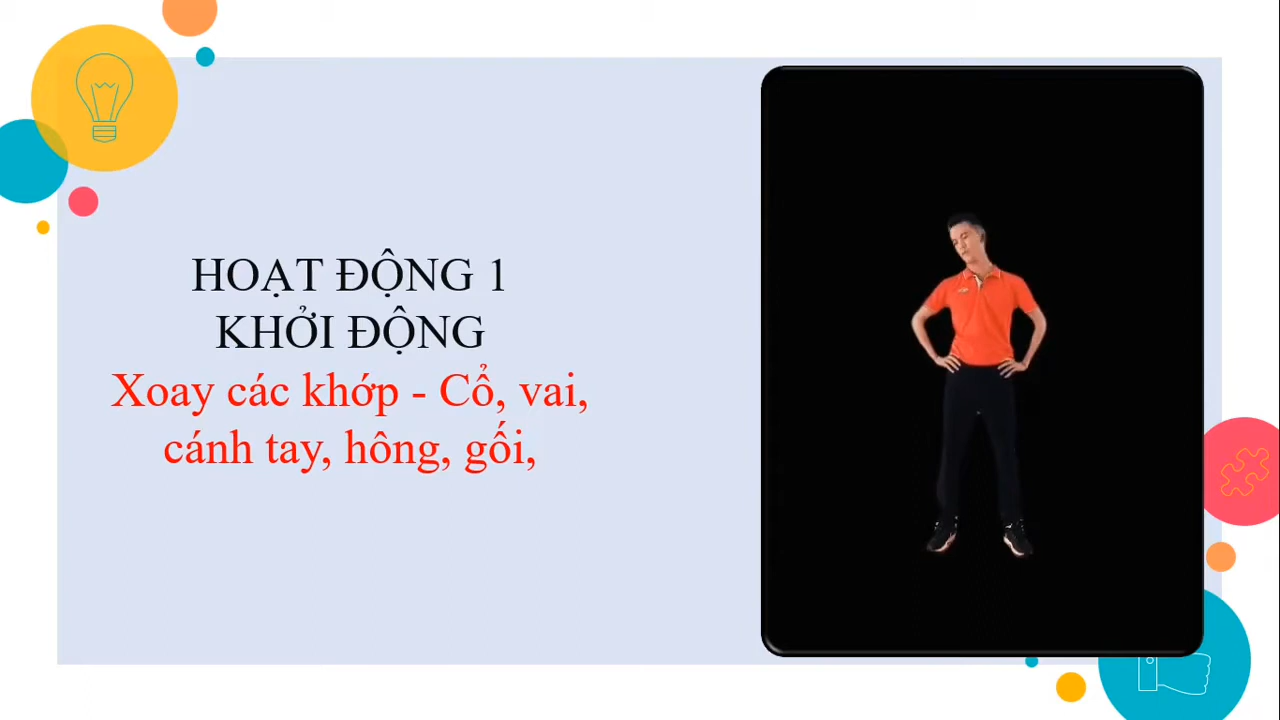 HOẠT ĐỘNG 1
KHỞI ĐỘNG
Xoay các khớp - Cổ, vai,
cánh tay, hông, gối,